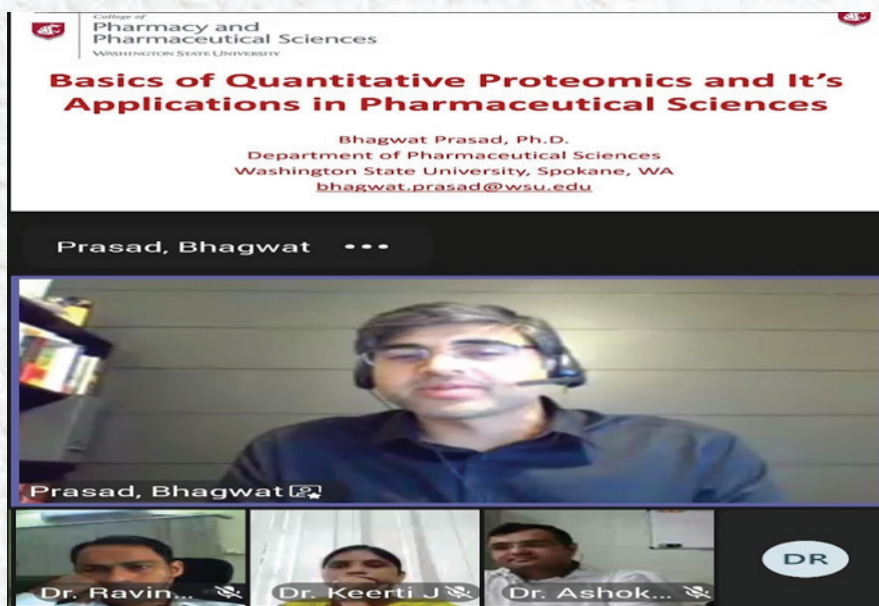 College of
Pharmacy and
Pharmaceutical Sciences
WASHINGTON STATE UNIVERSITY
Basics of Quantitative Proteomics and It's
Applications in Pharmaceutical Sciences
Bhagwat Prasad, Ph.D.
Department of Pharmaceutical Sciences
Washington State University, Spokane, WA
bhagwat.prasad@wsu.edu
Prasad, Bhagwat •••
Prasad, Bhagwat
Dr. Ravin...
Dr. Keerti J
Dr. Ashok...
DR